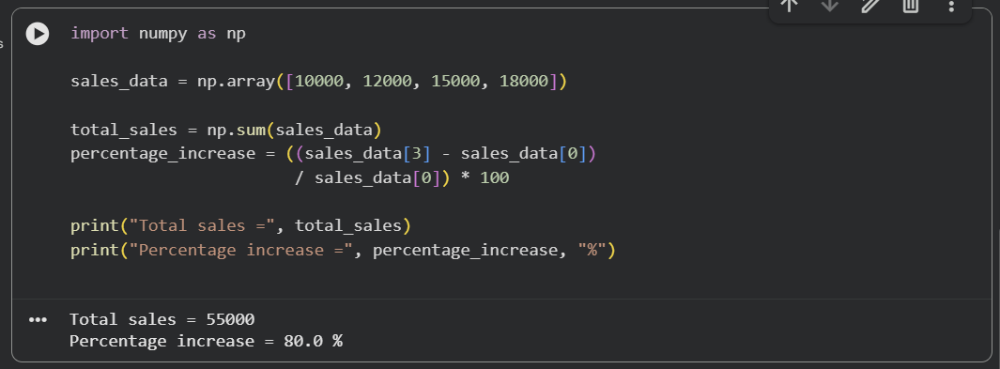 import numpy as np
sales_data = np.array([10000, 12000, 15000, 18000])
total_sales = np.sum(sales_data)
percentage_increase = ((sales_data[3] - sales_data[0])
/ sales_data[0]) * 100
print("Total sales =", total_sales)
print("Percentage increase =", percentage_increase, "%")
Total sales = 55000
Percentage increase = 80.0 %